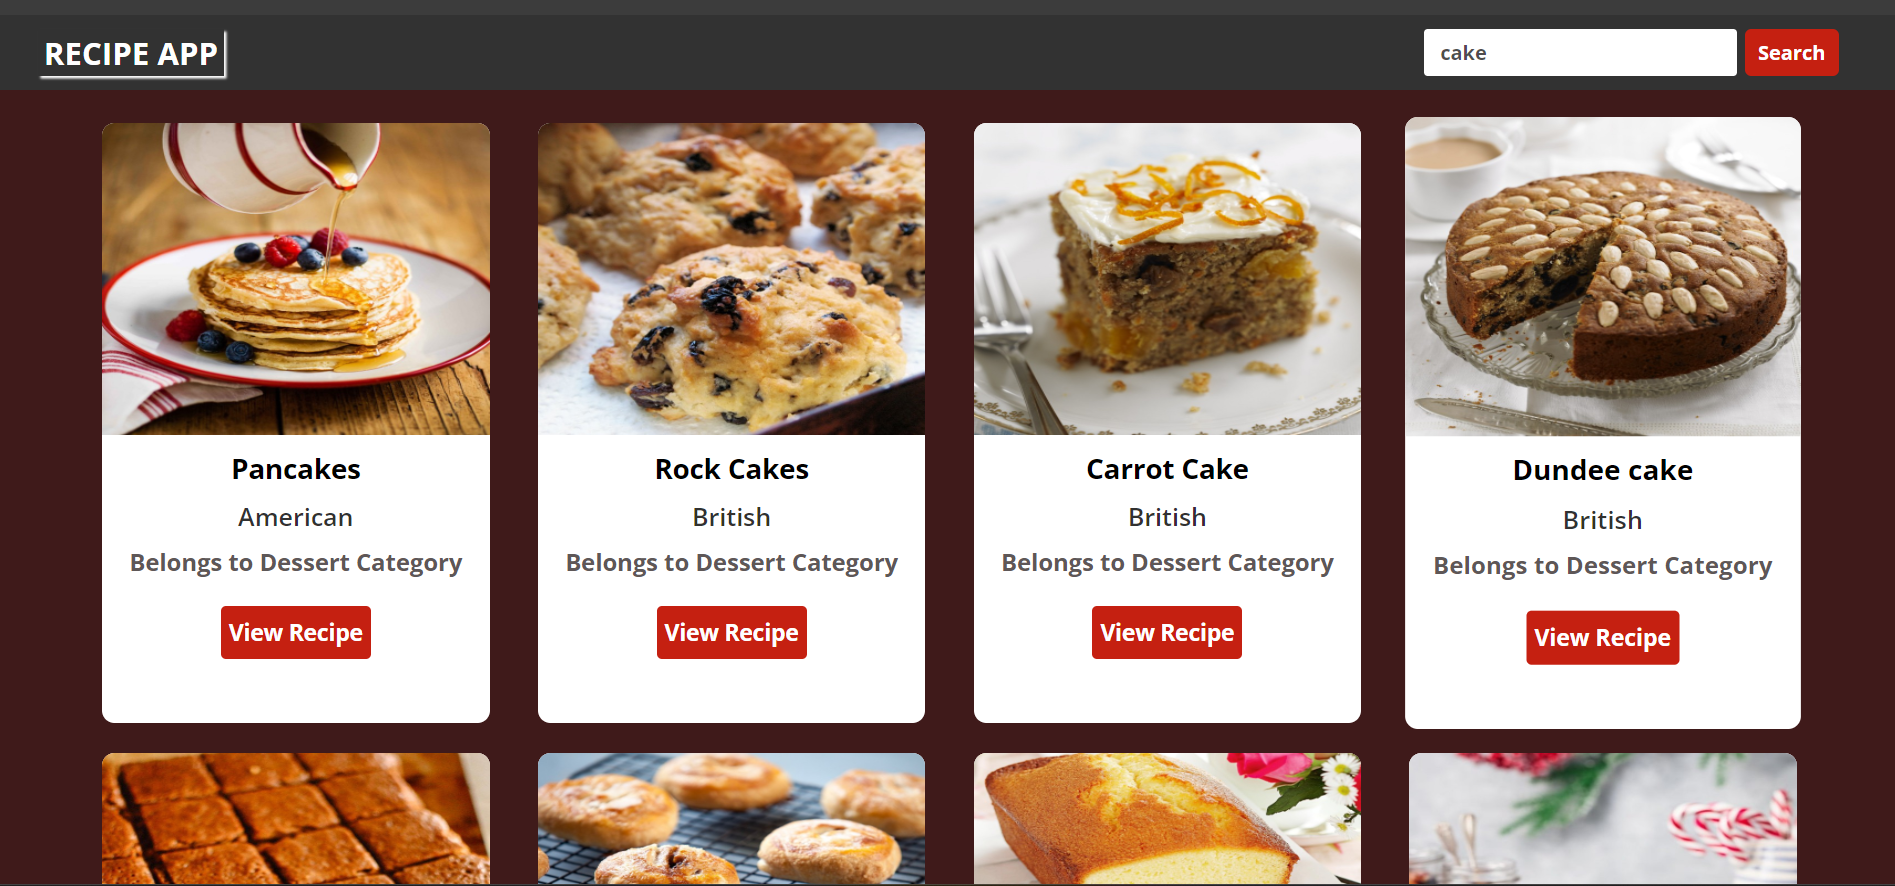 RECIPE APP
cake
Search
Pancakes
American
Belongs to Dessert Category
View Recipe
Rock Cakes
British
Belongs to Dessert Category
View Recipe
Carrot Cake
British
Belongs to Dessert Category
View Recipe
Dundee cake
British
Belongs to Dessert Category
View Recipe